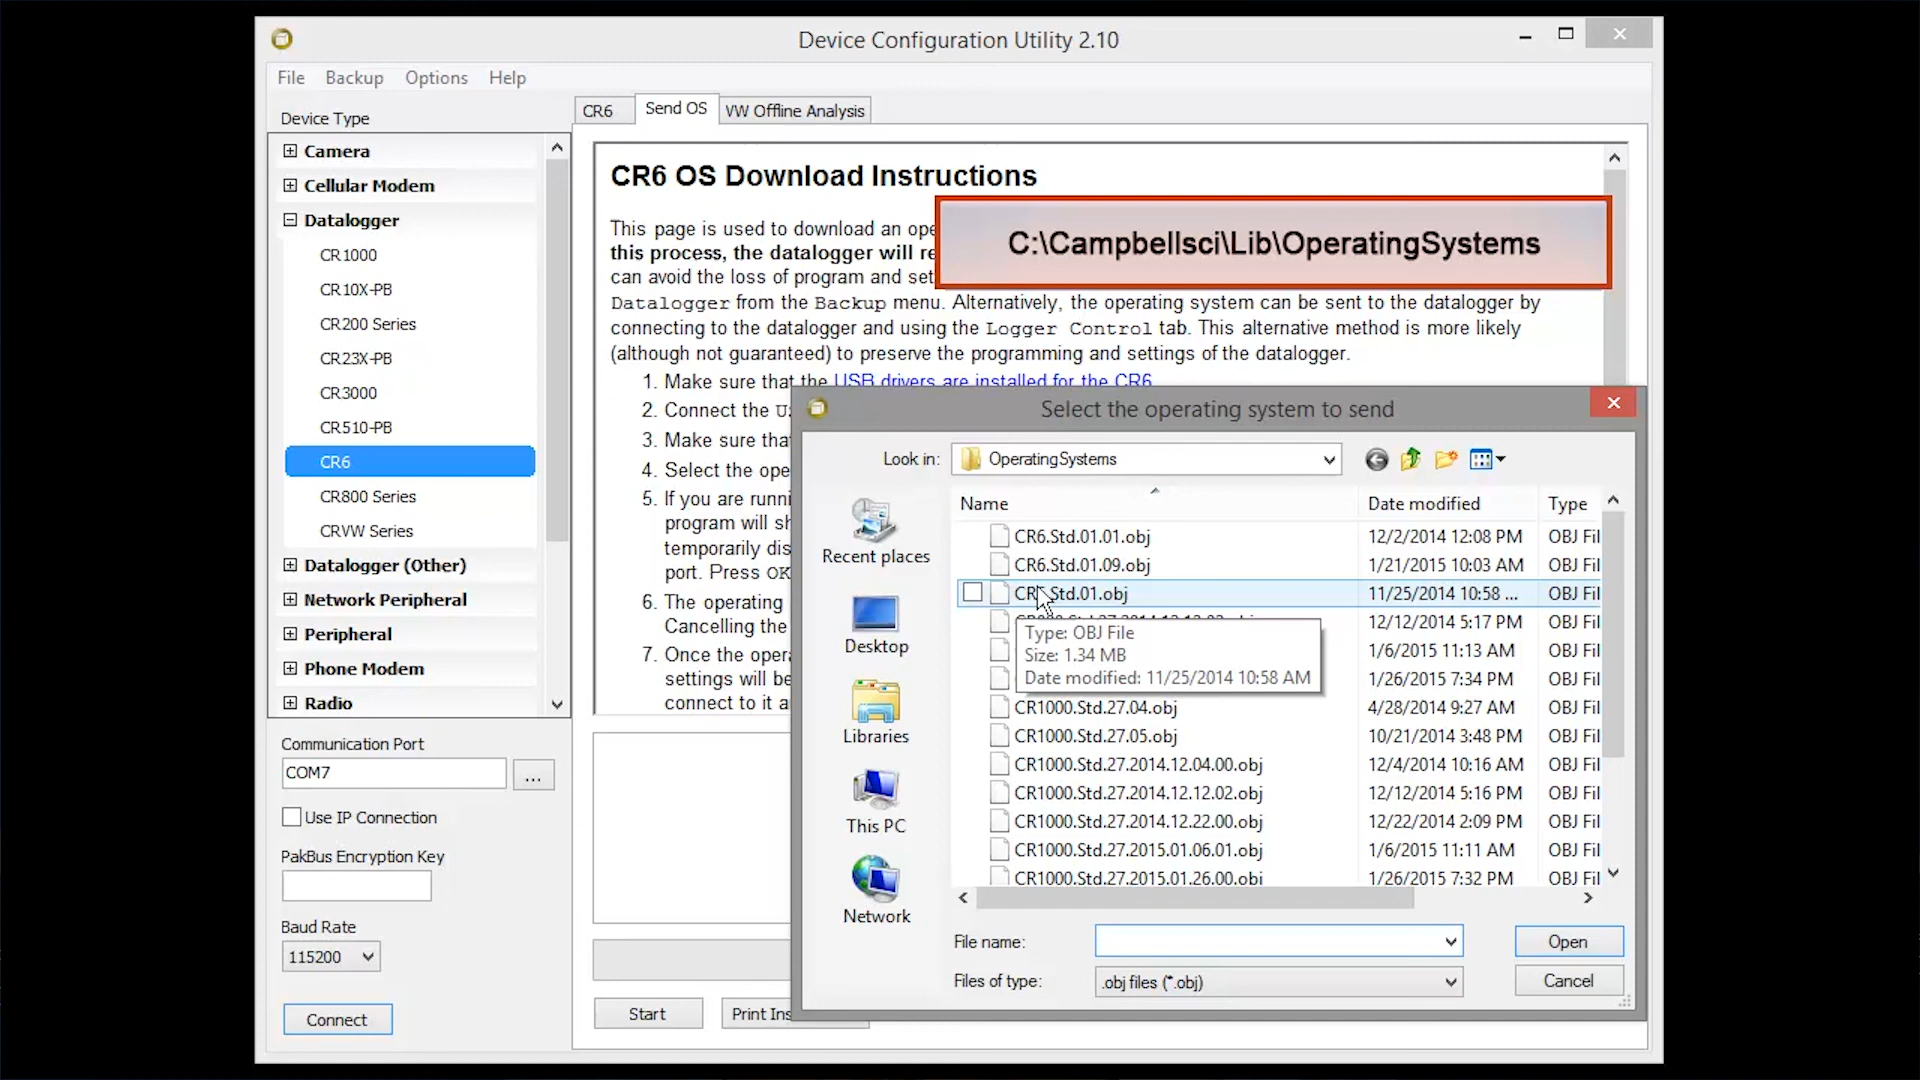 Device Configuration Utility 2.10
File Backup Options Help
Device Type
Camera
Cellular Modem
Datalogger
CR1000
CR10X-PB
CR200 Series
CR23X-PB
CR3000
CR510-PB
CR6
CR800 Series
CRVW Series
Datalogger (Other)
Network Peripheral
Peripheral
Phone Modem
Radio
Communication Port
COM7
...
Use IP Connection
PakBus Encryption Key
Baud Rate
115200
Connect
CR6 Send OS VW Offline Analysis
CR6 OS Download Instructions
This page is used to download an ope
this process, the datalogger will re
can avoid the loss of program and set
C:\Campbellsci\Lib\OperatingSystems
Datalogger from the Backup menu. Alternatively, the operating system can be sent to the datalogger by
connecting to the datalogger and using the Logger Control tab. This alternative method is more likely
(although not guaranteed) to preserve the programming and settings of the datalogger.
1. Make sure that the USB drivers are installed for the CR6
2. Connect the
3. Make sure tha
4. Select the ope
5. If you are runni
program will sh
temporarily dis
port. Press OK
6. The operating
Cancelling the
7. Once the opera
settings will be
connect to it a
Start
Print Ins
Select the operating system to send
Look in: OperatingSystems
Recent places
Desktop
Libraries
This PC
Network
Name Date modified Type
CR6.Std.01.01.obj 12/2/2014 12:08 PM OBJ Fil
CR6.Std.01.09.obj 1/21/2015 10:03 AM OBJ Fil
Std.01.obj 11/25/2014 10:58 ... OBJ Fil
12/12/2014 5:17 PM OBJ Fil
1/6/2015 11:13 AM OBJ Fil
1/26/2015 7:34 PM OBJ Fil
Type: OBJ File
Size: 1.34 MB
Date modified: 11/25/2014 10:58 AM
CR1000.Std.27.04.obj 4/28/2014 9:27 AM OBJ Fil
CR1000.Std.27.05.obj 10/21/2014 3:48 PM OBJ Fil
CR1000.Std.27.2014.12.04.00.obj 12/4/2014 10:16 AM OBJ Fil
CR1000.Std.27.2014.12.12.02.obj 12/12/2014 5:16 PM OBJ Fil
CR1000.Std.27.2014.12.22.00.obj 12/22/2014 2:09 PM OBJ Fil
CR1000.Std.27.2015.01.06.01.obj 1/6/2015 11:11 AM OBJ Fil
CR1000.Std.27.2015.01.26.00.obj 1/26/2015 7:32 PM OBJ Fil
File name:
Open
Files of type: .obj files (*.obj)
Cancel